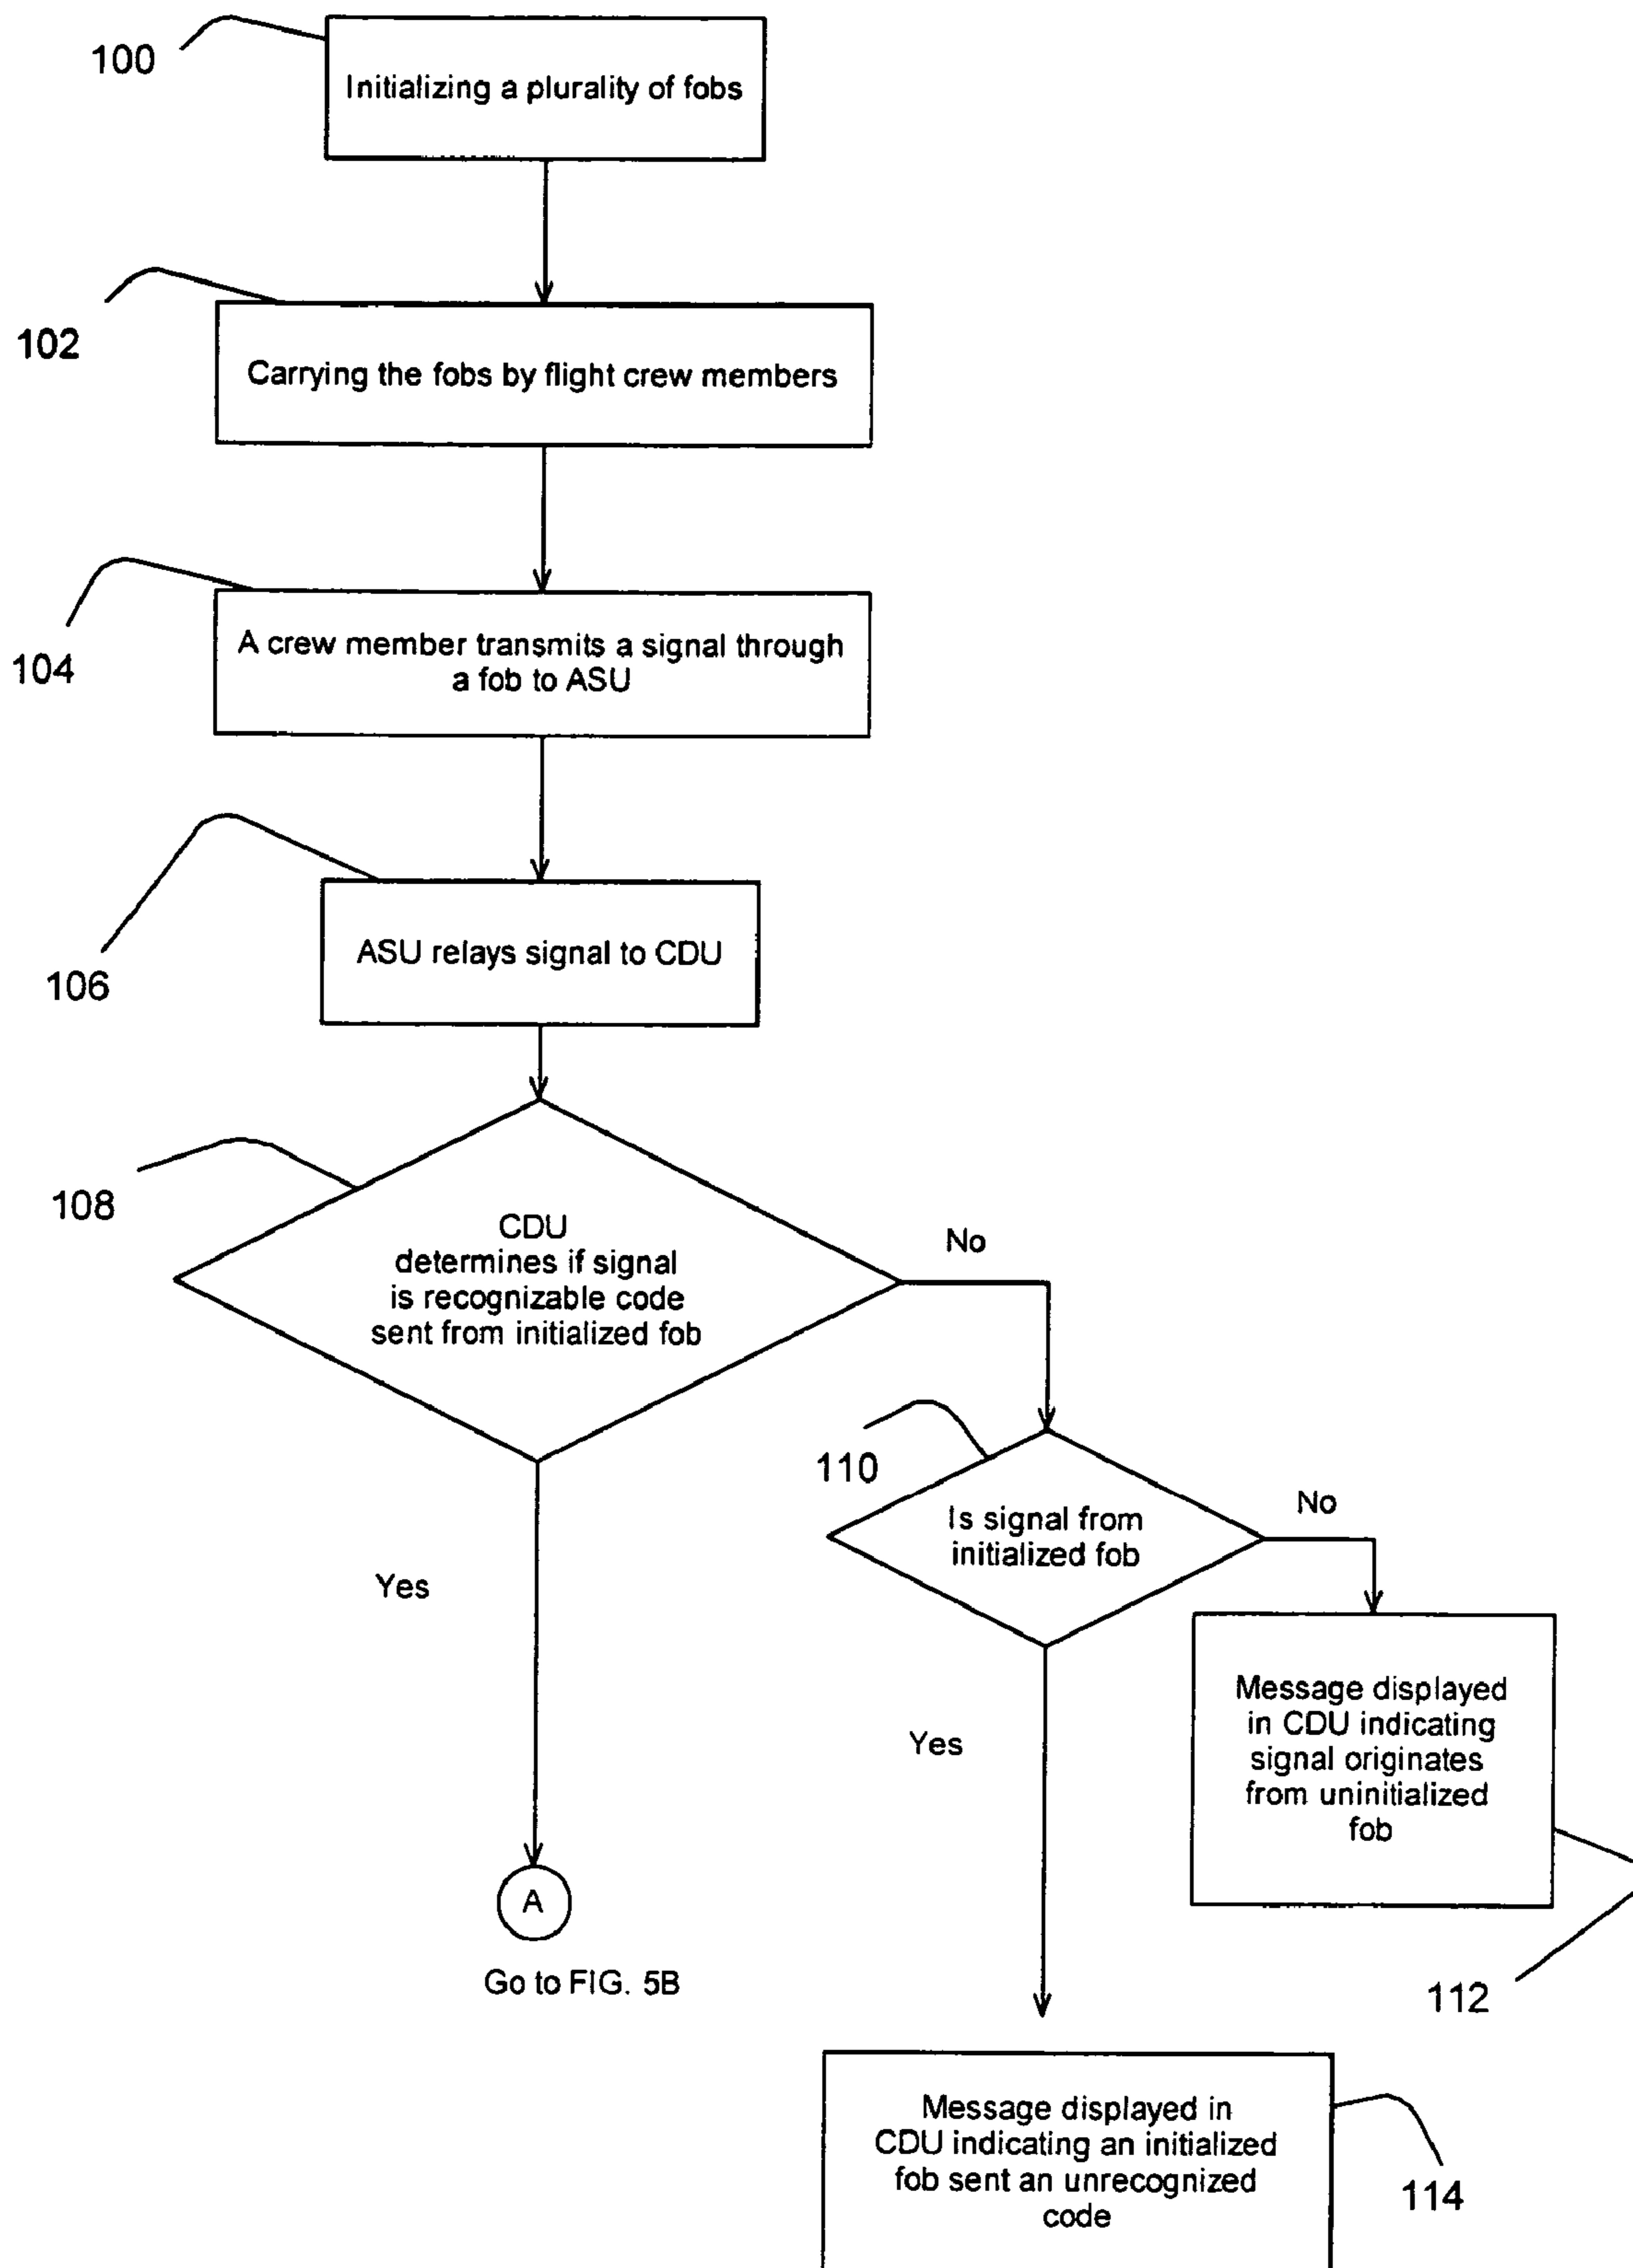 100
Initializing a plurality of fobs
102
Carrying the fobs by flight crew members
104
A crew member transmits a signal through
a fob to ASU
106
ASU relays signal to CDU
108
CDU
determines if signal
is recognizable code
sent from initialized fob
No
110
Is signal from
initialized fob
No
Yes
Yes
Message displayed
in CDU indicating
signal originates
from uninitialized
fob
A
Go to FIG. 5B
112
Message displayed in
CDU indicating an initialized
fob sent an unrecognized
code
114